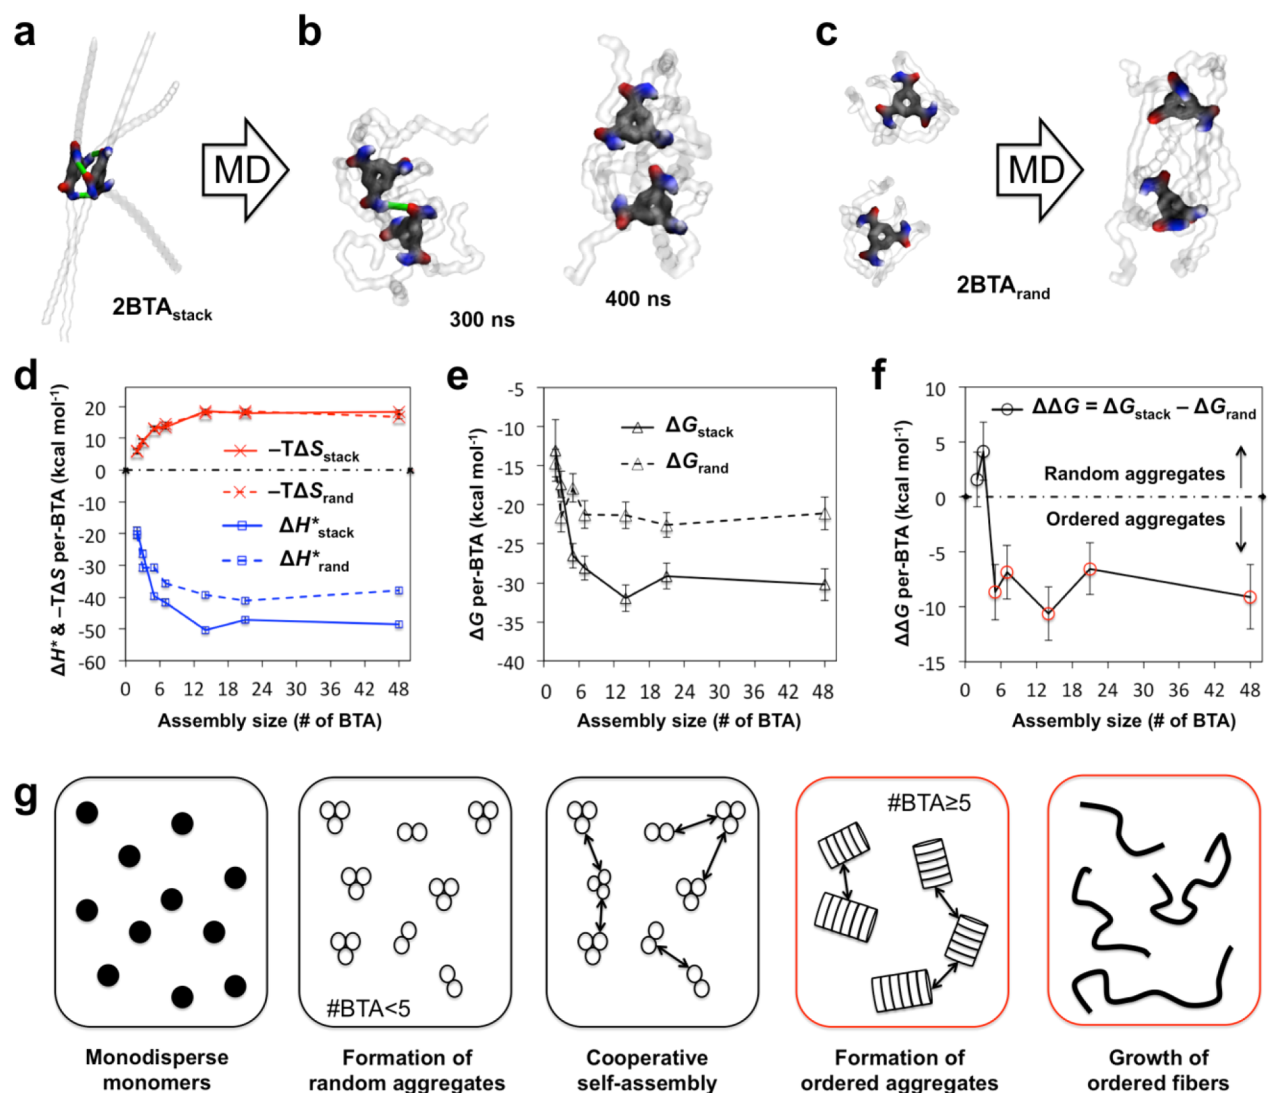 a
b
c
MD
MD
2BTAstack
300 ns
400 ns
2BTArand
d
e
f
ΔH* & −TΔS per-BTA (kcal mol-1)
20
10
0
-10
-20
-30
-40
-50
-60
−TΔSstack
−TΔSrand
ΔH*stack
ΔH*rand
0 6 12 18 24 30 36 42 48
Assembly size (# of BTA)
ΔG per-BTA (kcal mol-1)
-5
-10
-15
-20
-25
-30
-35
-40
ΔGstack
ΔGrand
0 6 12 18 24 30 36 42 48
Assembly size (# of BTA)
ΔΔG per-BTA (kcal mol-1)
10
5
0
-5
-10
-15
ΔΔG = ΔGstack − ΔGrand
Random aggregates
Ordered aggregates
0 6 12 18 24 30 36 42 48
Assembly size (# of BTA)
g
#BTA<5
#BTA≥5
Monodisperse
monomers
Formation of
random aggregates
Cooperative
self-assembly
Formation of
ordered aggregates
Growth of
ordered fibers